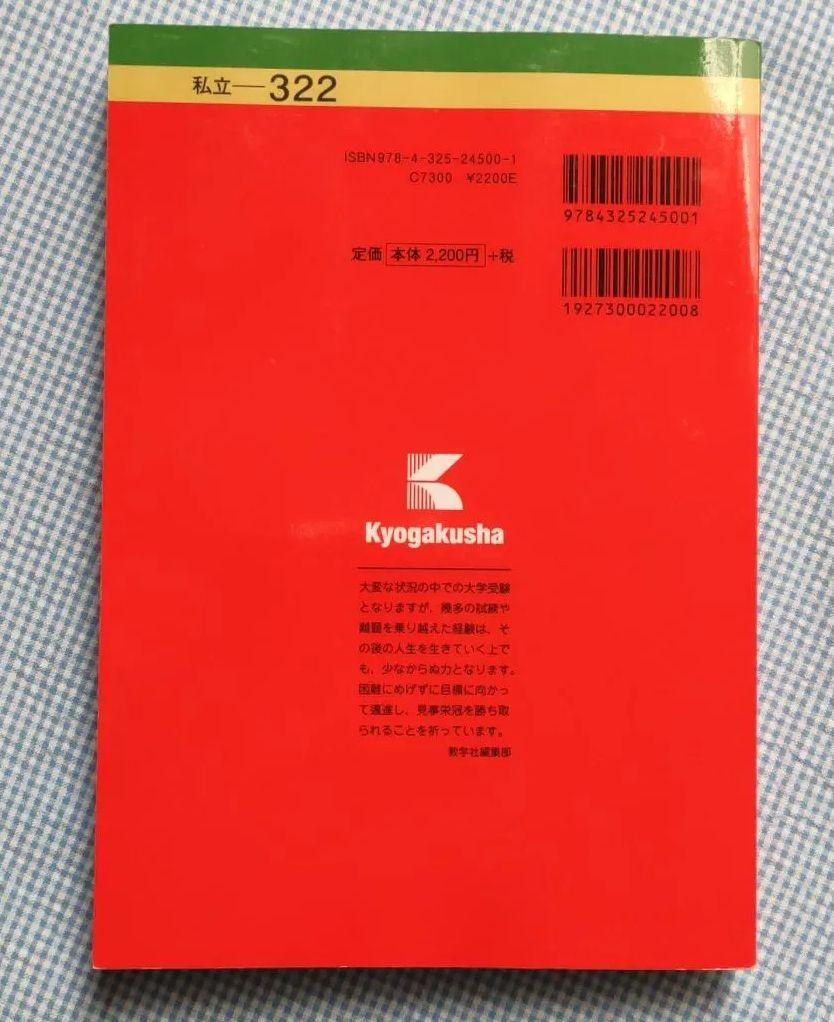 私立—322
ISBN978-4-325-24500-1
C7300 ¥2200E
9784325245001
定価 本体 2,200円 +税
1927300022008
Kyogakusha
大変な状況の中での大学受験
となりますが、幾多の試験や
難題を乗り越えた経験は、そ
の後の人生を生きていく上で
も、少なからぬ力となります。
困難にめげずに目標に向かっ
て邁進し、見事栄冠を勝ち取
られることを祈っています。
教学社編集部